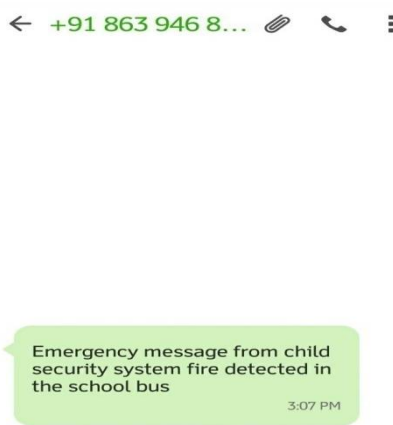 +91 863 946 8...
Emergency message from child
security system fire detected in
the school bus
3:07 PM